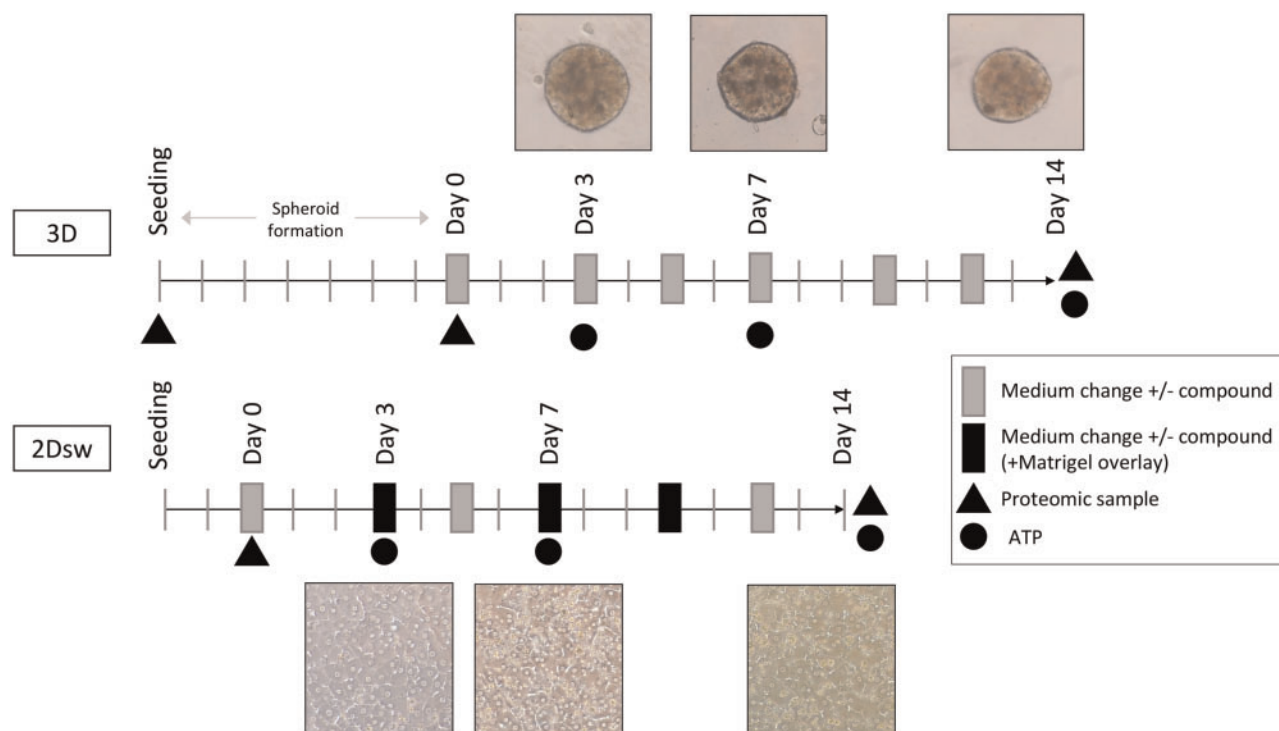 Seeding
Day 0
Day 3
Day 7
Day 14
3D
Spheroid
formation
Seeding
Day 0
Day 3
Day 7
Day 14
2Dsw
Medium change +/- compound
Medium change +/- compound
(+Matrigel overlay)
Proteomic sample
ATP